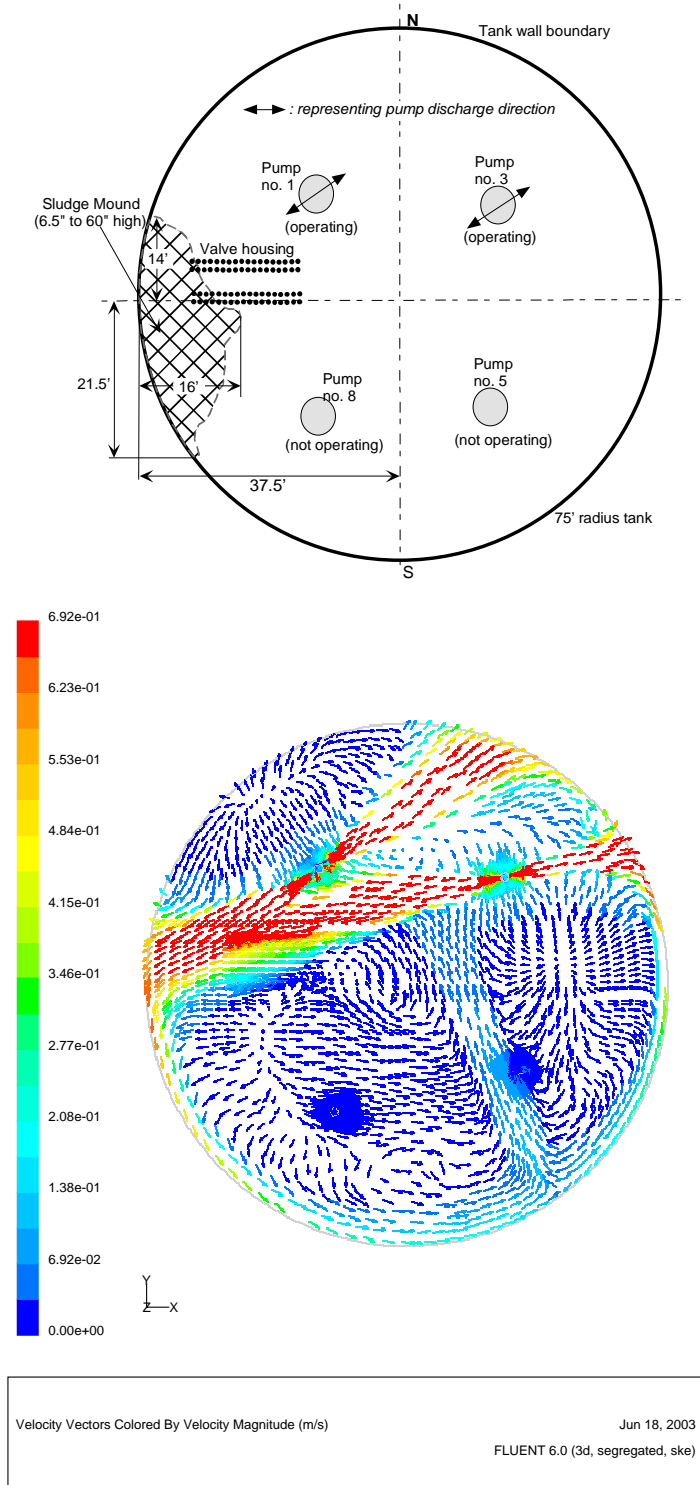 N
Tank wall boundary
: representing pump discharge direction
Pump
no. 1
Pump
no. 3
Sludge Mound
(6.5" to 60" high)
(operating)
(operating)
Valve housing
14'
21.5'
16'
Pump
no. 8
Pump
no. 5
(not operating)
(not operating)
37.5'
75' radius tank
S
6.92e-01
6.23e-01
5.53e-01
4.84e-01
4.15e-01
3.46e-01
2.77e-01
2.08e-01
1.38e-01
6.92e-02
0.00e+00
Y
Z X
Velocity Vectors Colored By Velocity Magnitude (m/s)
Jun 18, 2003
FLUENT 6.0 (3d, segregated, ske)